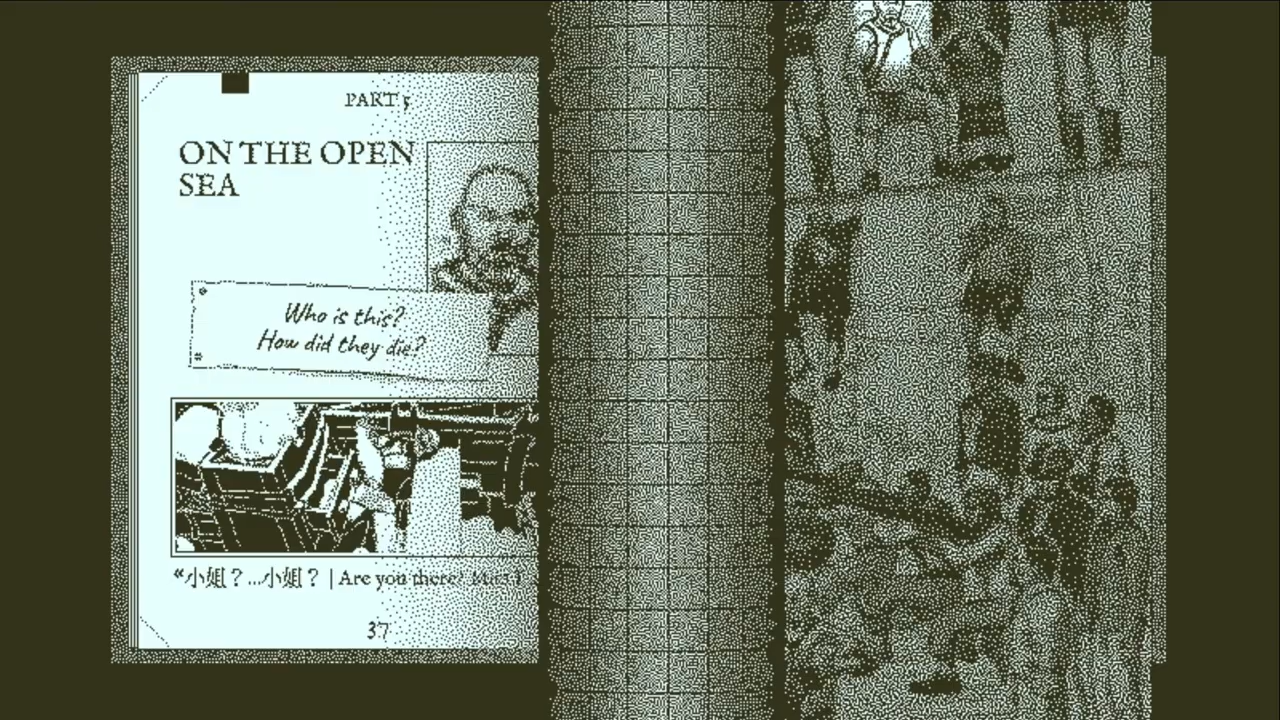 PART 5
ON THE OPEN
SEA
Who is this?
How did they die?
“小姐？...小姐？ | Are you there? Miss?
37